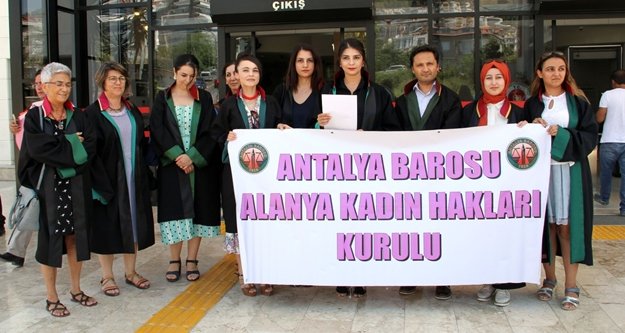 ÇIKIŞ
ANTALYA BAROSU
ALANYA KADIN HAKLARI
KURULU